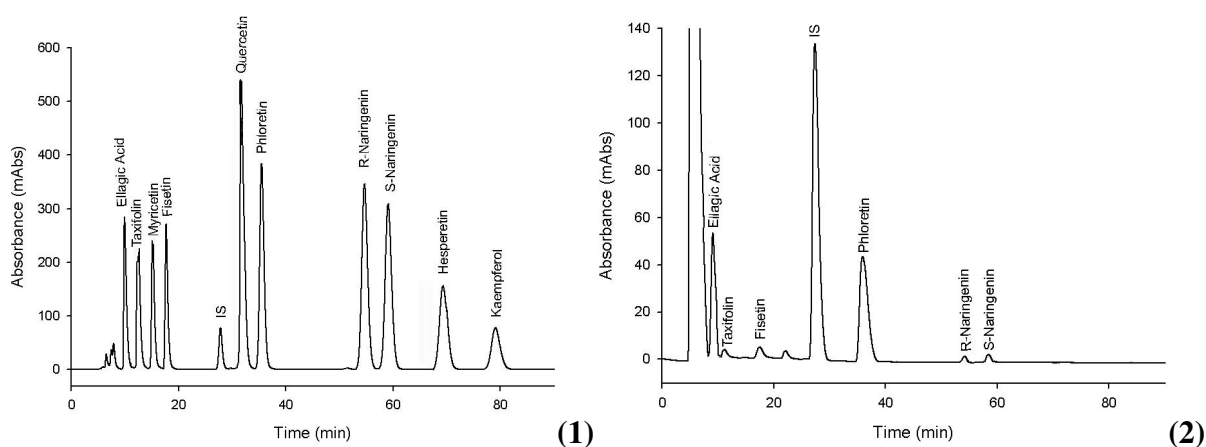 600
500
400
300
200
100
0
Absorbance (mAbs)
Ellagic Acid
Taxifolin
Myricetin
Fisetin
IS
Quercetin
Phloretin
R-Naringenin
S-Naringenin
Hesperetin
Kaempferol
0 20 40 60 80
Time (min)
(1)
140
120
100
80
60
40
20
0
Absorbance (mAbs)
Ellagic Acid
Taxifolin
Fisetin
IS
Phloretin
R-Naringenin
S-Naringenin
0 20 40 60 80
Time (min)
(2)